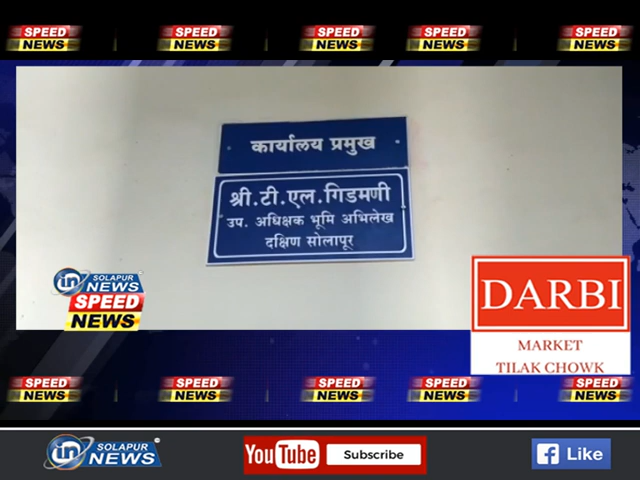 SPEED NEWS SPEED NEWS SPEED NEWS SPEED NEWS SPEED NEWS
कार्यालय प्रमुख
श्री.टी.एल.गिडमणी
उप. अधिक्षक भूमि अभिलेख
दक्षिण सोलापूर
in SOLAPUR NEWS
SPEED NEWS
DARBI
MARKET
TILAK CHOWK
SPEED NEWS SPEED NEWS SPEED NEWS SPEED NEWS SPEED NEWS
in SOLAPUR NEWS
YouTube Subscribe
f Like